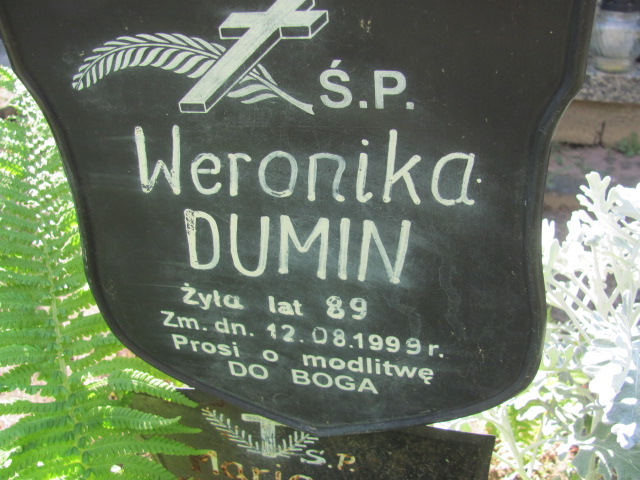 Ś.P.
Weronika
DUMIN
Żyła lat 89
Zm. dn. 12.08.1999 r.
Prosi o modlitwę
DO BOGA
Ś.P.